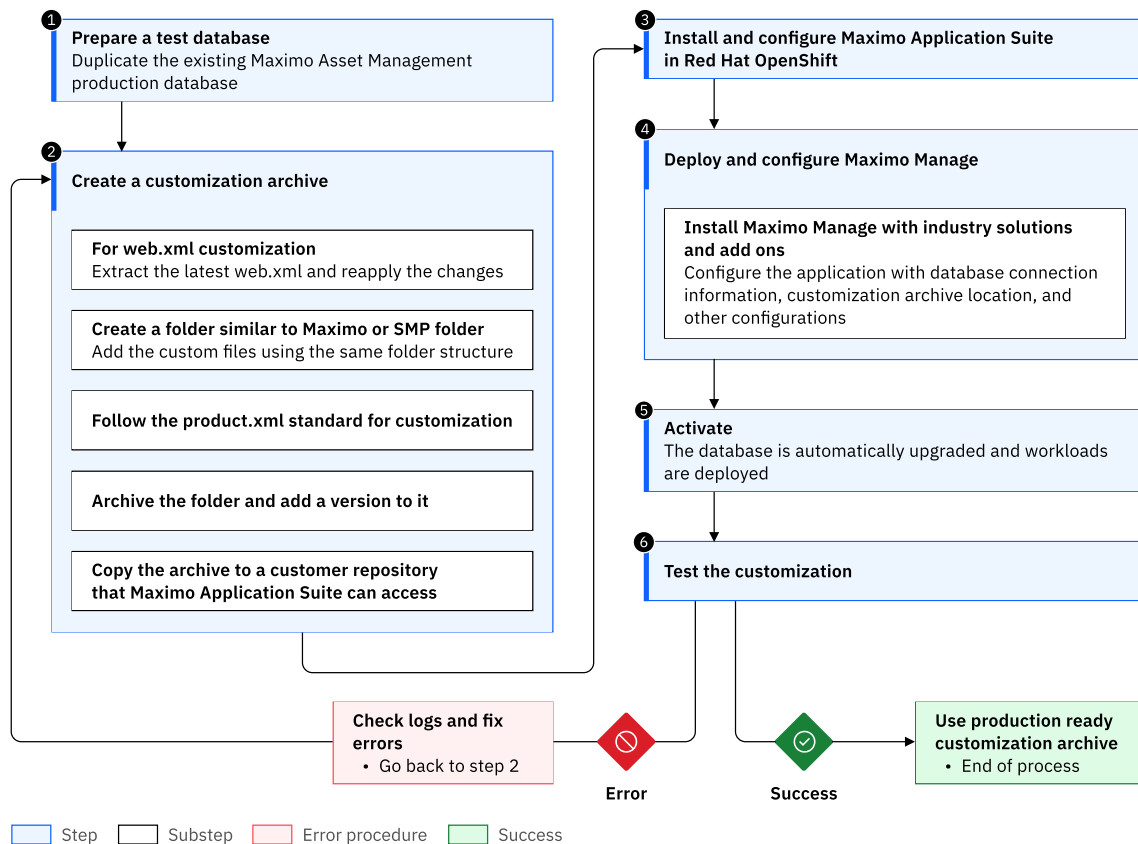 1
Prepare a test database
Duplicate the existing Maximo Asset Management
production database
2
Create a customization archive
For web.xml customization
Extract the latest web.xml and reapply the changes
Create a folder similar to Maximo or SMP folder
Add the custom files using the same folder structure
Follow the product.xml standard for customization
Archive the folder and add a version to it
Copy the archive to a customer repository
that Maximo Application Suite can access
3
Install and configure Maximo Application Suite
in Red Hat OpenShift
4
Deploy and configure Maximo Manage
Install Maximo Manage with industry solutions
and add ons
Configure the application with database connection
information, customization archive location, and
other configurations
5
Activate
The database is automatically upgraded and workloads
are deployed
6
Test the customization
Check logs and fix
errors
• Go back to step 2
Error
Success
Use production ready
customization archive
• End of process
Step
Substep
Error procedure
Success